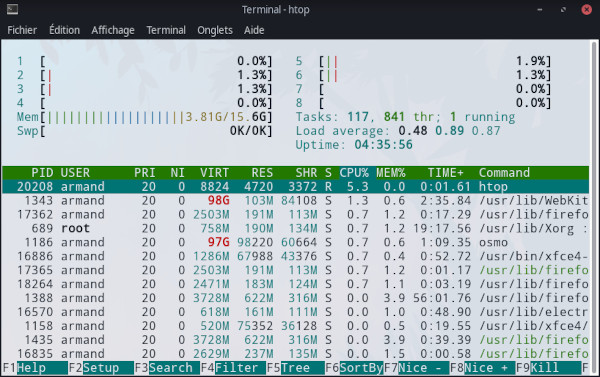 Terminal - htop
Fichier Édition Affichage Terminal Onglets Aide
1 [ 0.0%] 5 [|| 1.9%]
2 [| 1.3%] 6 [|| 1.3%]
3 [| 1.3%] 7 [ 0.0%]
4 [ 0.0%] 8 [ 0.0%]
Mem[||||||||||||||||||||3.81G/15.6G] Tasks: 117, 841 thr; 1 running
Swp[ 0K/0K] Load average: 0.48 0.89 0.87
Uptime: 04:35:56
PID USER PRI NI VIRT RES SHR S CPU% MEM% TIME+ Command
20208 armand 20 0 8824 4720 3372 R 5.3 0.0 0:01.61 htop
1343 armand 20 0 98G 103M 84108 S 1.3 0.6 2:35.84 /usr/lib/WebKit
17362 armand 20 0 2503M 191M 113M S 0.7 1.2 0:17.29 /usr/lib/firefo
689 root 20 0 758M 190M 134M S 0.7 1.2 19:17.56 /usr/lib/Xorg :
1186 armand 20 0 97G 98220 60664 S 0.7 0.6 1:09.35 osmo
16886 armand 20 0 1286M 67988 43376 S 0.7 0.4 0:52.72 /usr/bin/xfce4-
17365 armand 20 0 2503M 191M 113M S 0.7 1.2 0:01.17 /usr/lib/firefo
18264 armand 20 0 2471M 183M 124M S 0.7 1.1 0:03.19 /usr/lib/firefo
1388 armand 20 0 3728M 622M 316M S 0.0 3.9 56:01.76 /usr/lib/firefo
16570 armand 20 0 618M 161M 111M S 0.0 1.0 0:48.90 /usr/lib/electr
1158 armand 20 0 520M 75352 36128 S 0.0 0.5 0:19.55 /usr/lib/xfce4/
1435 armand 20 0 3728M 622M 316M S 0.0 3.9 0:39.39 /usr/lib/firefo
16835 armand 20 0 2629M 237M 135M S 0.0 1.5 0:00.58 /usr/lib/firefo
F1Help F2Setup F3Search F4Filter F5Tree F6SortBy F7Nice - F8Nice + F9Kill F